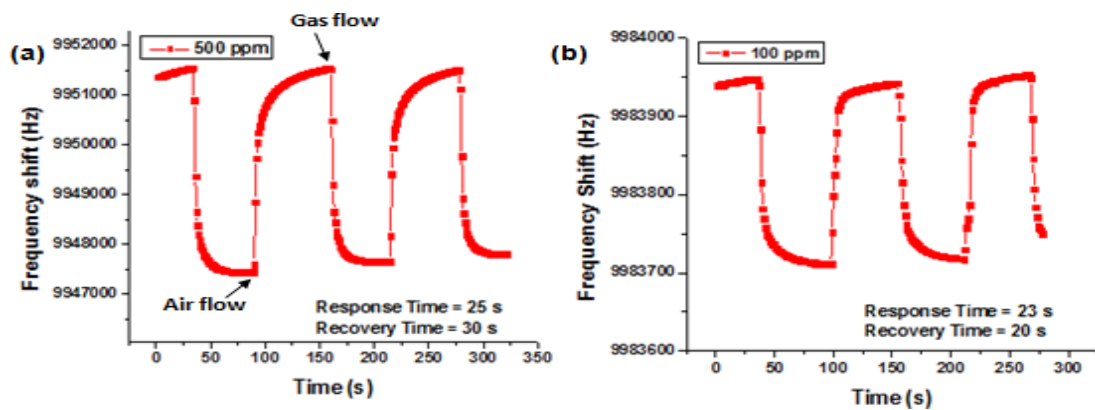 Gas flow
(a)
500 ppm
9952000
9951000
9950000
9949000
9948000
9947000
Frequency shift (Hz)
Air flow
Response Time = 25 s
Recovery Time = 30 s
0 50 100 150 200 250 300 350
Time (s)
(b)
100 ppm
9984000
9983900
9983800
9983700
9983600
Frequency Shift (Hz)
Response Time = 23 s
Recovery Time = 20 s
0 50 100 150 200 250 300
Time (s)